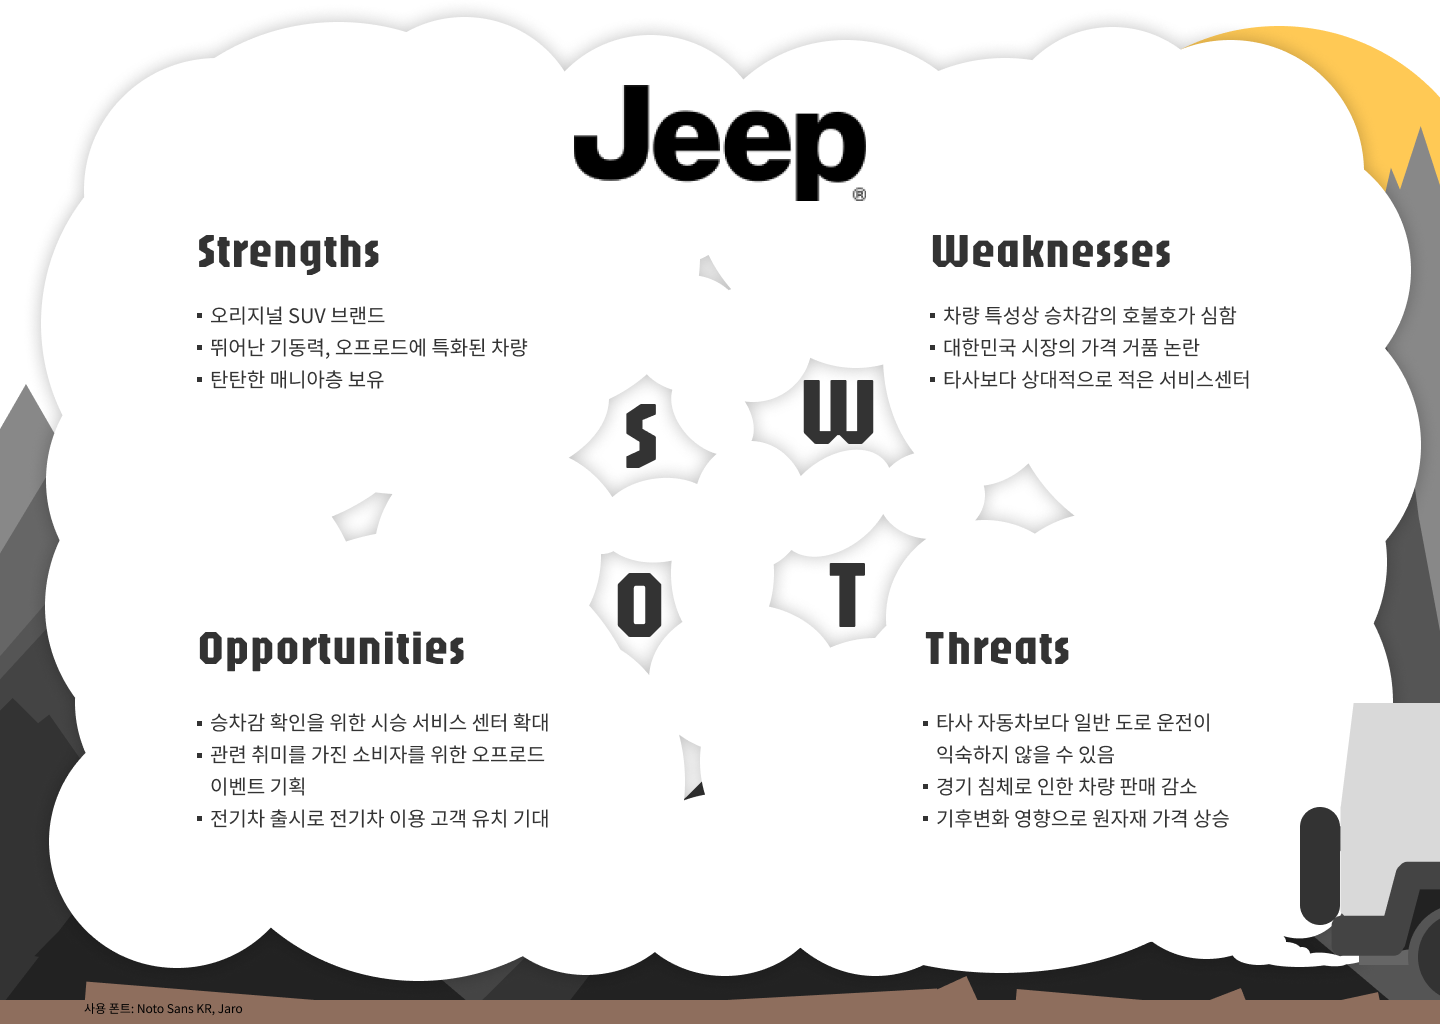 Jeep®
Strengths
▪ 오리지널 SUV 브랜드
▪ 뛰어난 기동력, 오프로드에 특화된 차량
▪ 탄탄한 매니아층 보유
Weaknesses
▪ 차량 특성상 승차감의 호불호가 심함
▪ 대한민국 시장의 가격 거품 논란
▪ 타사보다 상대적으로 적은 서비스센터
S
W
O
T
Opportunities
▪ 승차감 확인을 위한 시승 서비스 센터 확대
▪ 관련 취미를 가진 소비자를 위한 오프로드
이벤트 기획
▪ 전기차 출시로 전기차 이용 고객 유치 기대
Threats
▪ 타사 자동차보다 일반 도로 운전이
익숙하지 않을 수 있음
▪ 경기 침체로 인한 차량 판매 감소
▪ 기후변화 영향으로 원자재 가격 상승
사용 폰트: Noto Sans KR, Jaro